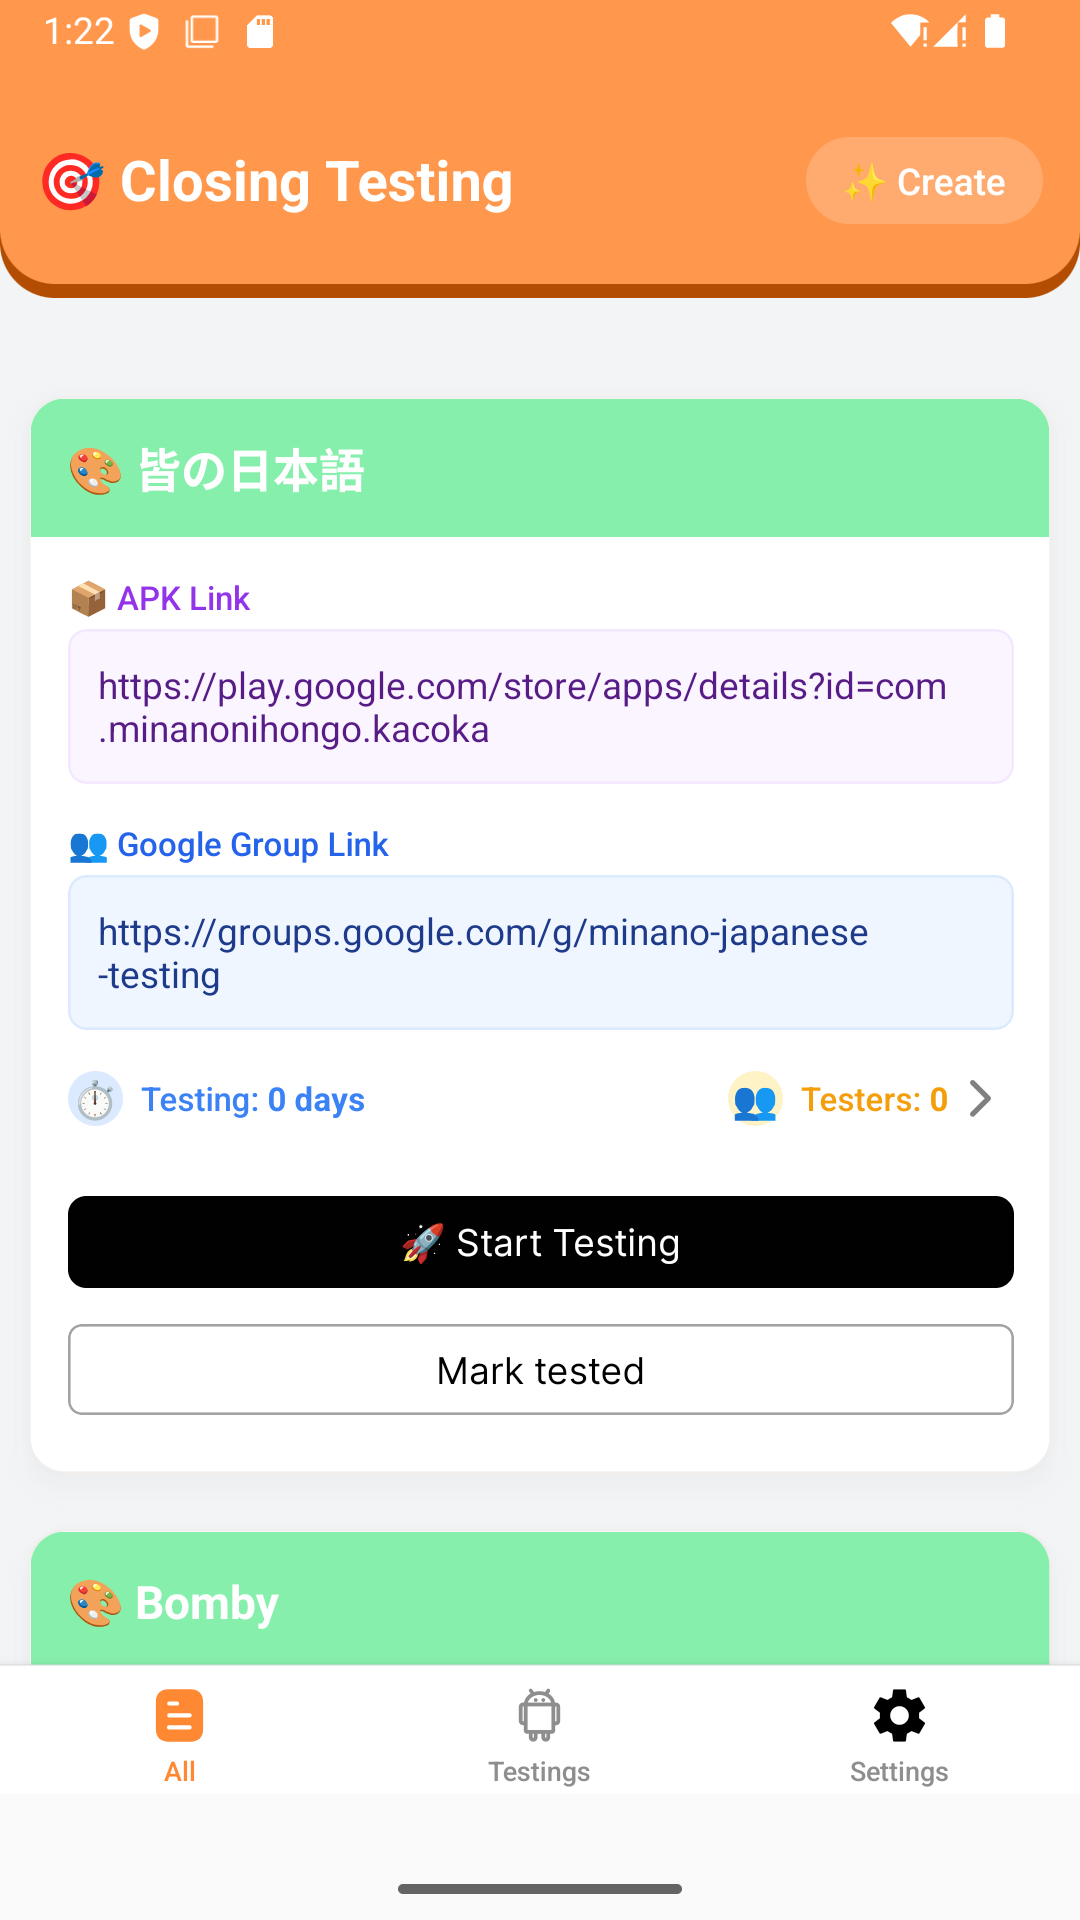 1:22
🎯 Closing Testing
✨ Create
🎨 皆の日本語
📦 APK Link
https://play.google.com/store/apps/details?id=com
.minanonihongo.kacoka
👥 Google Group Link
https://groups.google.com/g/minano-japanese
-testing
⏱️ Testing: 0 days
👥 Testers: 0
🚀 Start Testing
Mark tested
🎨 Bomby
All
Testings
Settings